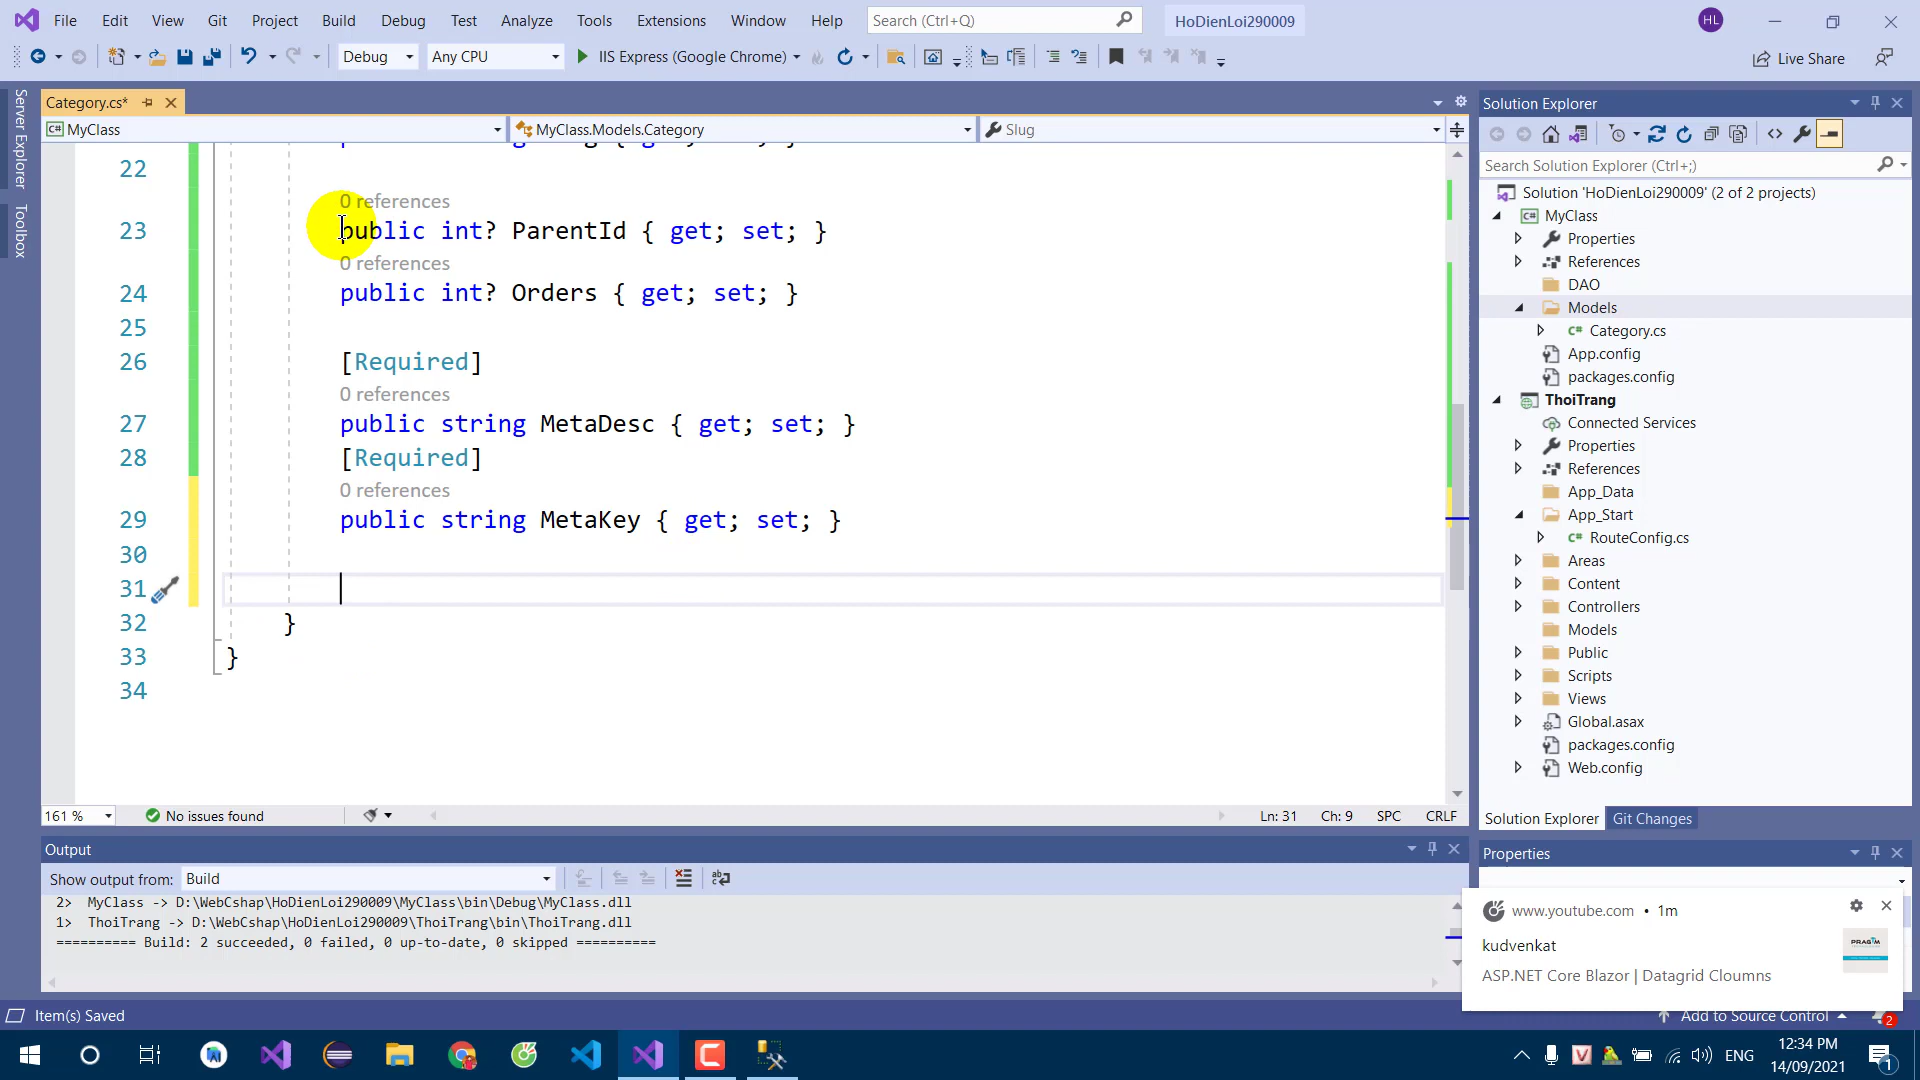 File Edit View Git Project Build Debug Test Analyze Tools Extensions Window Help Search (Ctrl+Q) HoDienLoi290009 HL
Debug Any CPU IIS Express (Google Chrome) Live Share
Server Explorer
Toolbox
Category.cs*
MyClass MyClass.Models.Category Slug
22
0 references
23 public int? ParentId { get; set; }
0 references
24 public int? Orders { get; set; }
25
26 [Required]
0 references
27 public string MetaDesc { get; set; }
28 [Required]
0 references
29 public string MetaKey { get; set; }
30
31
32 }
33 }
34
161 % No issues found Ln: 31 Ch: 9 SPC CRLF
Output
Show output from: Build
2> MyClass -> D:\WebCshap\HoDienLoi290009\MyClass\bin\Debug\MyClass.dll
1> ThoiTrang -> D:\WebCshap\HoDienLoi290009\ThoiTrang\bin\ThoiTrang.dll
========== Build: 2 succeeded, 0 failed, 0 up-to-date, 0 skipped ==========
Solution Explorer
Search Solution Explorer (Ctrl+;)
Solution 'HoDienLoi290009' (2 of 2 projects)
MyClass
Properties
References
DAO
Models
Category.cs
App.config
packages.config
ThoiTrang
Connected Services
Properties
References
App_Data
App_Start
RouteConfig.cs
Areas
Content
Controllers
Models
Public
Scripts
Views
Global.asax
packages.config
Web.config
Solution Explorer Git Changes
Properties
www.youtube.com • 1m
kudvenkat
ASP.NET Core Blazor | Datagrid Cloumns
PRAGIM
Item(s) Saved Add to Source Control 2
ENG 12:34 PM
14/09/2021
1